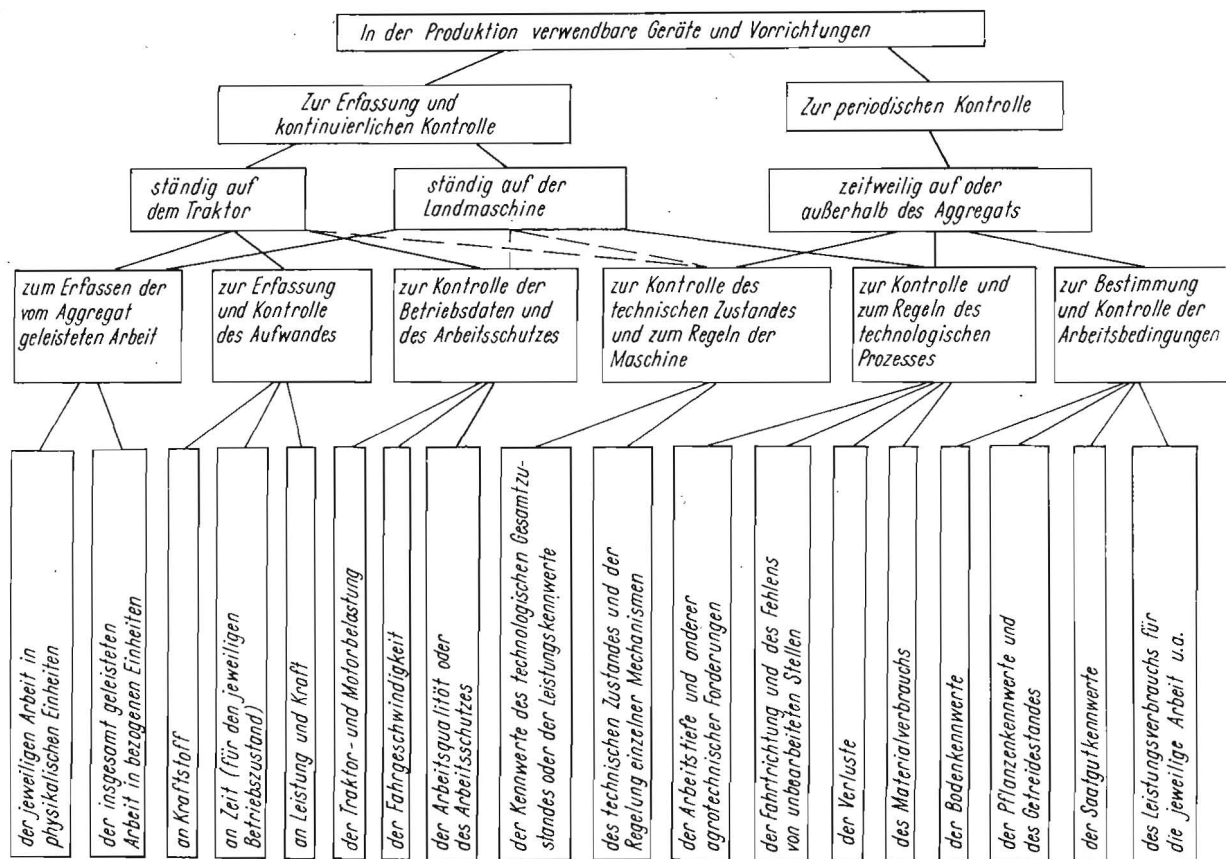 In der Produktion verwendbare Geräte und Vorrichtungen
Zur Erfassung und
kontinuierlichen Kontrolle
Zur periodischen Kontrolle
ständig auf
dem Traktor
ständig auf der
Landmaschine
zeitweilig auf oder
außerhalb des Aggregats
zum Erfassen der
vom Aggregat
geleisteten Arbeit
zur Erfassung
und Kontrolle
des Aufwandes
zur Kontrolle der
Betriebsdaten und
des Arbeitsschutzes
zur Kontrolle des
technischen Zustandes
und zum Regeln der
Maschine
zur Kontrolle und
zum Regeln des
technologischen
Prozesses
zur Bestimmung
und Kontrolle der
Arbeitsbedingungen
der jeweiligen Arbeit in
physikalischen Einheiten
der insgesamt geleisteten
Arbeit in bezogenen Einheiten
an Kraftstoff
an Zeit (für den jeweiligen
Betriebszustand)
an Leistung und Kraft
der Traktor- und Motorbelastung
der Fahrgeschwindigkeit
der Arbeitsqualität oder
des Arbeitsschutzes
der Kennwerte des technologischen Gesamtzu-
standes oder der Leistungskennwerte
des technischen Zustandes und der
Regelung einzelner Mechanismen
der Arbeitstiefe und anderer
agrotechnischer Forderungen
der Fahrtrichtung und des Fehlens
von unbearbeiteten Stellen
der Verluste
des Materialverbrauchs
der Bodenkennwerte
der Pflanzenkennwerte und
des Getreidestandes
der Saatgutkennwerte
des Leistungsverbrauchs für
die jeweilige Arbeit u.a.